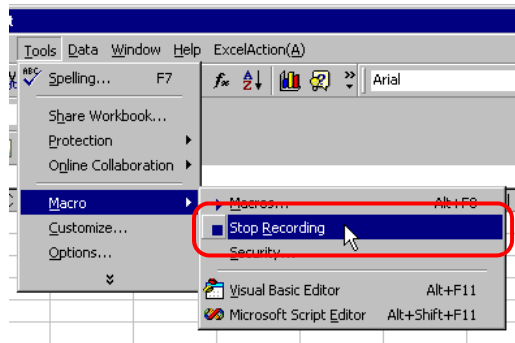 t
Tools Data Window Help ExcelAction(A)
ABC Spelling... F7
Arial
Share Workbook...
Protection
Online Collaboration
Macro
Macros... Alt+F8
Customize...
Stop Recording
Options...
Security...
Visual Basic Editor Alt+F11
Microsoft Script Editor Alt+Shift+F11